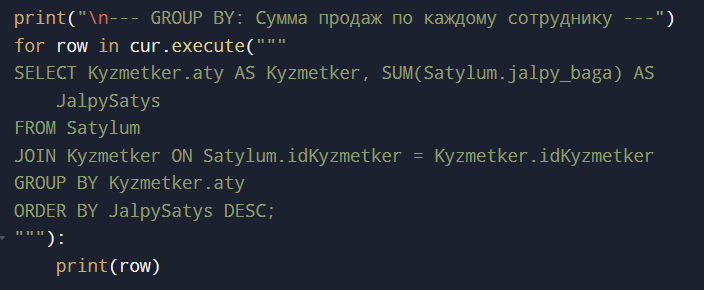 print("\n--- GROUP BY: Сумма продаж по каждому сотруднику ---")
for row in cur.execute("""
SELECT Kyzmetker.aty AS Kyzmetker, SUM(Satylum.jalpy_baga) AS
    JalpySatys
FROM Satylum
JOIN Kyzmetker ON Satylum.idKyzmetker = Kyzmetker.idKyzmetker
GROUP BY Kyzmetker.aty
ORDER BY JalpySatys DESC;
"""):
    print(row)